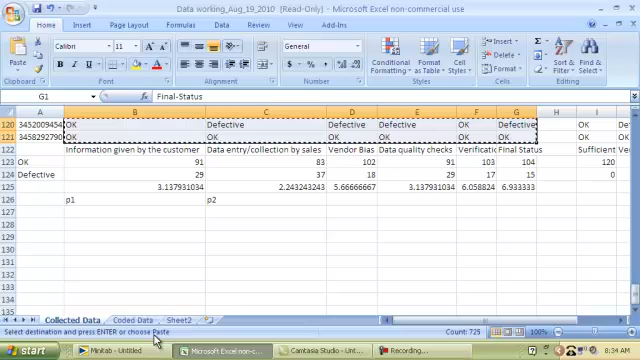 Data working_Aug_19_2010 [Read-Only] - Microsoft Excel non-commercial use
Home Insert Page Layout Formulas Data Review View
Calibri 11
General
Conditional Formatting
Format as Table
Cell Styles
Insert
Delete
Format
Paste
Clipboard Font Alignment Number Styles Cells
G1 Final-Status
A B C D E F G H I
120 3452009454 OK Defective Defective Defective OK Defective OK OK
121 3458292790 OK OK OK OK OK OK OK OK
122 Information given by the customer Data entry/collection by sales Vendor Bias Data quality checks Verificati Final Status Sufficient
123 OK 91 83 102 91 103 104 120
124 Defective 29 37 18 29 17 15 0
125 3.137931034 2.243243243 5.66666667 3.137931034 6.058824 6.933333
126 p1 p2
127
128
129
130
131
132
133
134
135
Collected Data Coded Data Sheet2
Select destination and press ENTER or choose Paste Count: 725 100%
start Minitab - Untitled Microsoft Excel non-c... Camtasia Studio - Unt... Recording... 8:34 AM